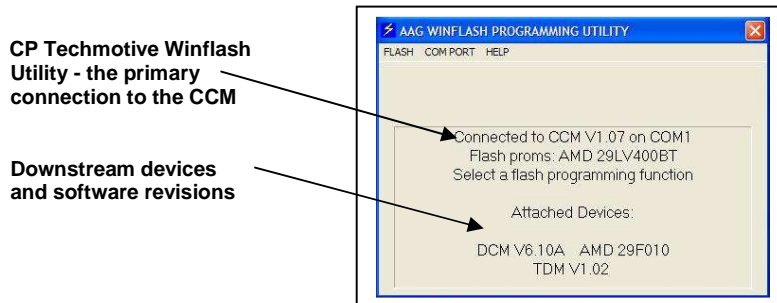 CP Techmotive Winflash
Utility - the primary
connection to the CCM
Downstream devices
and software revisions
AAG WINFLASH PROGRAMMING UTILITY
FLASH COM PORT HELP
Connected to CCM V1.07 on COM1
Flash proms: AMD 29LV400BT
Select a flash programming function
Attached Devices:
DCM V6.10A AMD 29F010
TDM V1.02